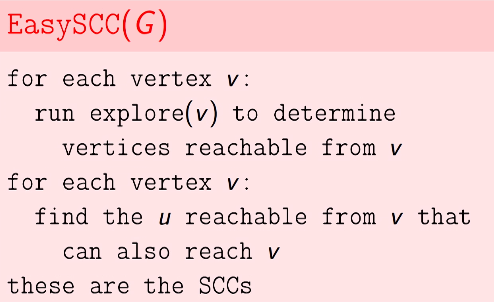 EasySCC(G)
for each vertex v:
run explore(v) to determine
vertices reachable from v
for each vertex v:
find the u reachable from v that
can also reach v
these are the SCCs